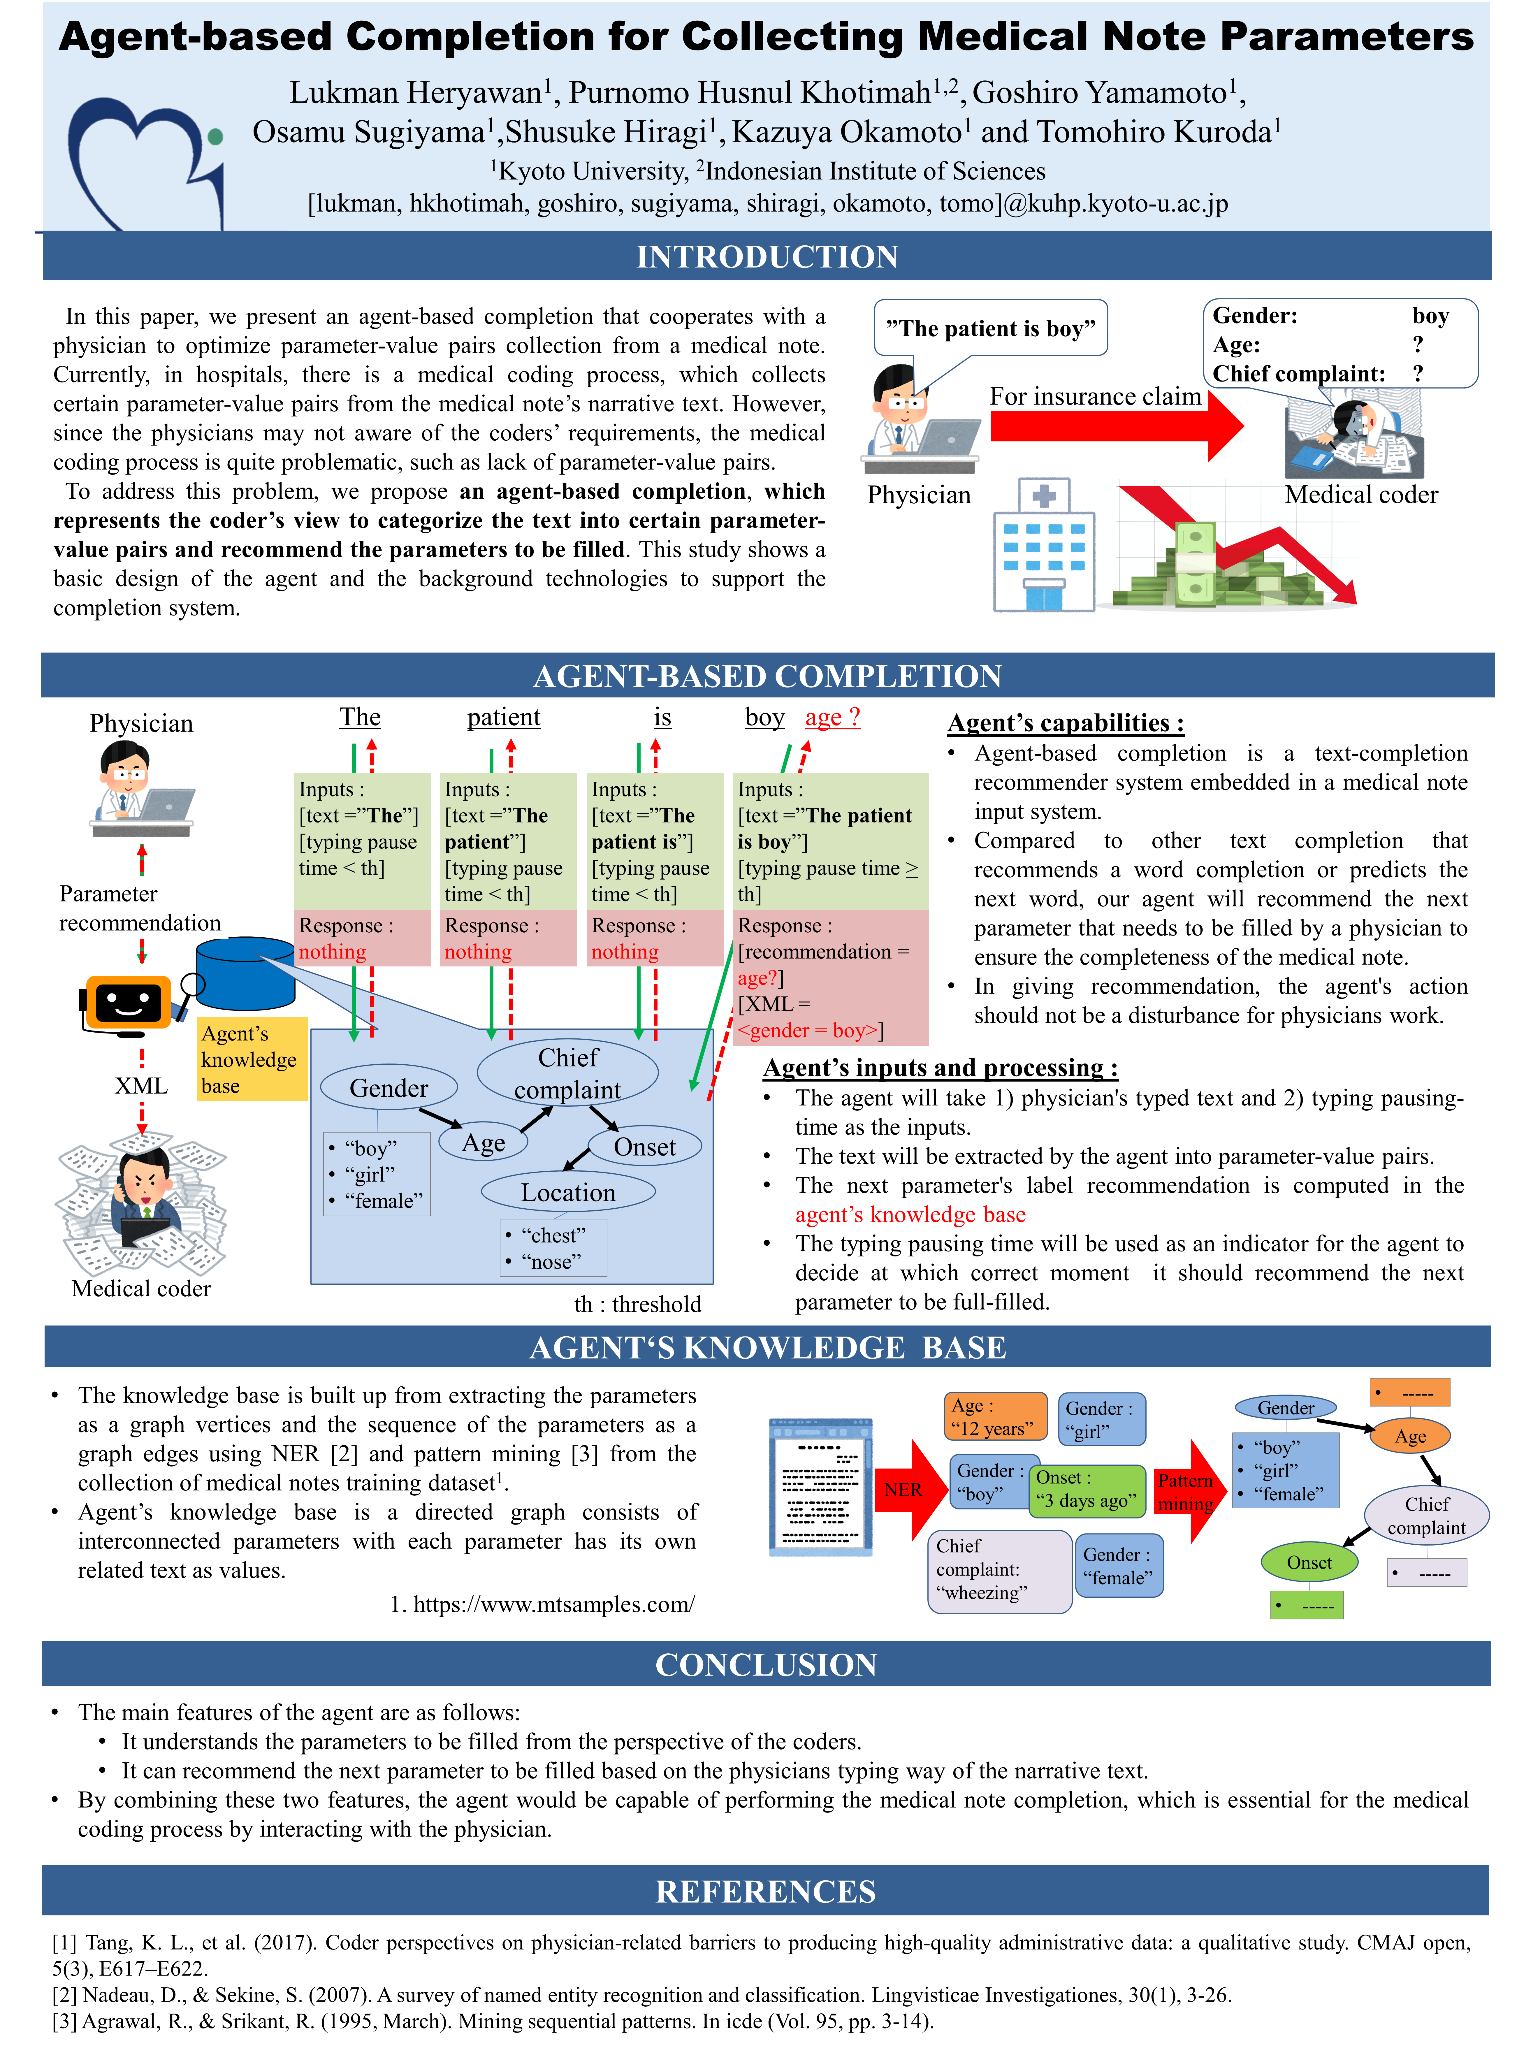 Agent-based Completion for Collecting Medical Note Parameters
Lukman Heryawan1, Purnomo Husnul Khotimah1,2, Goshiro Yamamoto1,
Osamu Sugiyama1,Shusuke Hiragi1, Kazuya Okamoto1 and Tomohiro Kuroda1
1Kyoto University, 2Indonesian Institute of Sciences
[lukman, hkhotimah, goshiro, sugiyama, shiragi, okamoto, tomo]@kuhp.kyoto-u.ac.jp
INTRODUCTION
In this paper, we present an agent-based completion that cooperates with a
physician to optimize parameter-value pairs collection from a medical note.
Currently, in hospitals, there is a medical coding process, which collects
certain parameter-value pairs from the medical note’s narrative text. However,
since the physicians may not aware of the coders’ requirements, the medical
coding process is quite problematic, such as lack of parameter-value pairs.
To address this problem, we propose an agent-based completion, which
represents the coder’s view to categorize the text into certain parameter-
value pairs and recommend the parameters to be filled. This study shows a
basic design of the agent and the background technologies to support the
completion system.
”The patient is boy”
Gender: boy
Age: ?
Chief complaint: ?
For insurance claim
Physician
Medical coder
AGENT-BASED COMPLETION
Physician
Parameter
recommendation
XML
Medical coder
Agent’s
knowledge
base
The patient is boy age ?
Inputs :
[text =”The”]
[typing pause
time < th]
Response :
nothing
Inputs :
[text =”The
patient”]
[typing pause
time < th]
Response :
nothing
Inputs :
[text =”The
patient is”]
[typing pause
time < th]
Response :
nothing
Inputs :
[text =”The patient
is boy”]
[typing pause time ≥
th]
Response :
[recommendation =
age?]
[XML =
<gender = boy>]
Gender
Chief
complaint
Age
Onset
Location
• “boy”
• “girl”
• “female”
• “chest”
• “nose”
th : threshold
Agent’s capabilities :
• Agent-based completion is a text-completion
recommender system embedded in a medical note
input system.
• Compared to other text completion that
recommends a word completion or predicts the
next word, our agent will recommend the next
parameter that needs to be filled by a physician to
ensure the completeness of the medical note.
• In giving recommendation, the agent's action
should not be a disturbance for physicians work.
Agent’s inputs and processing :
• The agent will take 1) physician's typed text and 2) typing pausing-
time as the inputs.
• The text will be extracted by the agent into parameter-value pairs.
• The next parameter's label recommendation is computed in the
agent’s knowledge base
• The typing pausing time will be used as an indicator for the agent to
decide at which correct moment it should recommend the next
parameter to be full-filled.
AGENT‘S KNOWLEDGE BASE
• The knowledge base is built up from extracting the parameters
as a graph vertices and the sequence of the parameters as a
graph edges using NER [2] and pattern mining [3] from the
collection of medical notes training dataset1.
• Agent’s knowledge base is a directed graph consists of
interconnected parameters with each parameter has its own
related text as values.
1. https://www.mtsamples.com/
NER
Age :
“12 years”
Gender :
“girl”
Gender :
“boy”
Onset :
“3 days ago”
Chief
complaint:
“wheezing”
Gender :
“female”
Pattern
mining
Gender
• “boy”
• “girl”
• “female”
• -----
Age
Chief
complaint
• -----
Onset
• -----
CONCLUSION
• The main features of the agent are as follows:
• It understands the parameters to be filled from the perspective of the coders.
• It can recommend the next parameter to be filled based on the physicians typing way of the narrative text.
• By combining these two features, the agent would be capable of performing the medical note completion, which is essential for the medical
coding process by interacting with the physician.
REFERENCES
[1] Tang, K. L., et al. (2017). Coder perspectives on physician-related barriers to producing high-quality administrative data: a qualitative study. CMAJ open,
5(3), E617–E622.
[2] Nadeau, D., & Sekine, S. (2007). A survey of named entity recognition and classification. Lingvisticae Investigationes, 30(1), 3-26.
[3] Agrawal, R., & Srikant, R. (1995, March). Mining sequential patterns. In icde (Vol. 95, pp. 3-14).